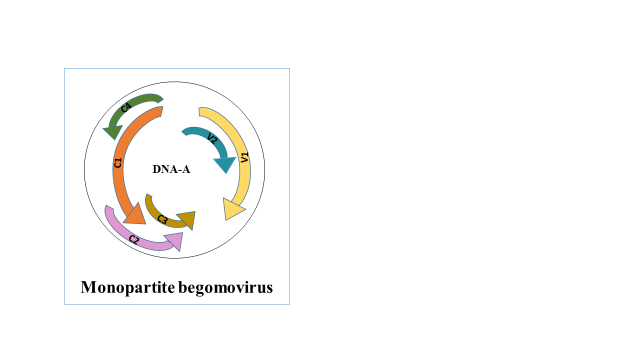 C4
V2
V1
C1
DNA-A
C3
C2
Monopartite begomovirus